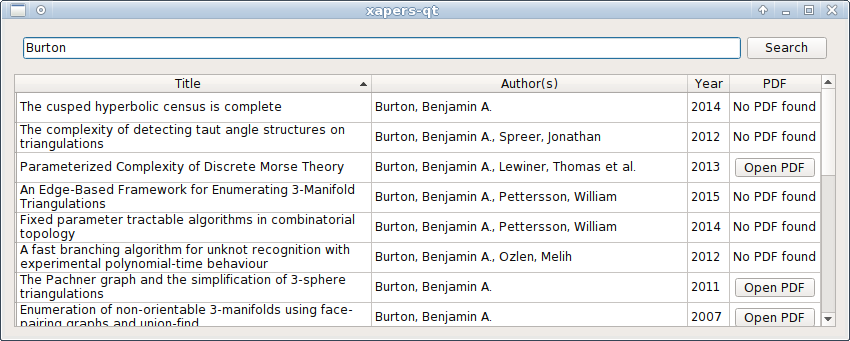 xapers-qt
Burton
Search
Title Author(s) Year PDF
The cusped hyperbolic census is complete Burton, Benjamin A. 2014 No PDF found
The complexity of detecting taut angle structures on
triangulations Burton, Benjamin A., Spreer, Jonathan 2012 No PDF found
Parameterized Complexity of Discrete Morse Theory Burton, Benjamin A., Lewiner, Thomas et al. 2013 Open PDF
An Edge-Based Framework for Enumerating 3-Manifold
Triangulations Burton, Benjamin A., Pettersson, William 2015 No PDF found
Fixed parameter tractable algorithms in combinatorial
topology Burton, Benjamin A., Pettersson, William 2014 No PDF found
A fast branching algorithm for unknot recognition with
experimental polynomial-time behaviour Burton, Benjamin A., Ozlen, Melih 2012 No PDF found
The Pachner graph and the simplification of 3-sphere
triangulations Burton, Benjamin A. 2011 Open PDF
Enumeration of non-orientable 3-manifolds using face-
pairing graphs and union-find Burton, Benjamin A. 2007 Open PDF